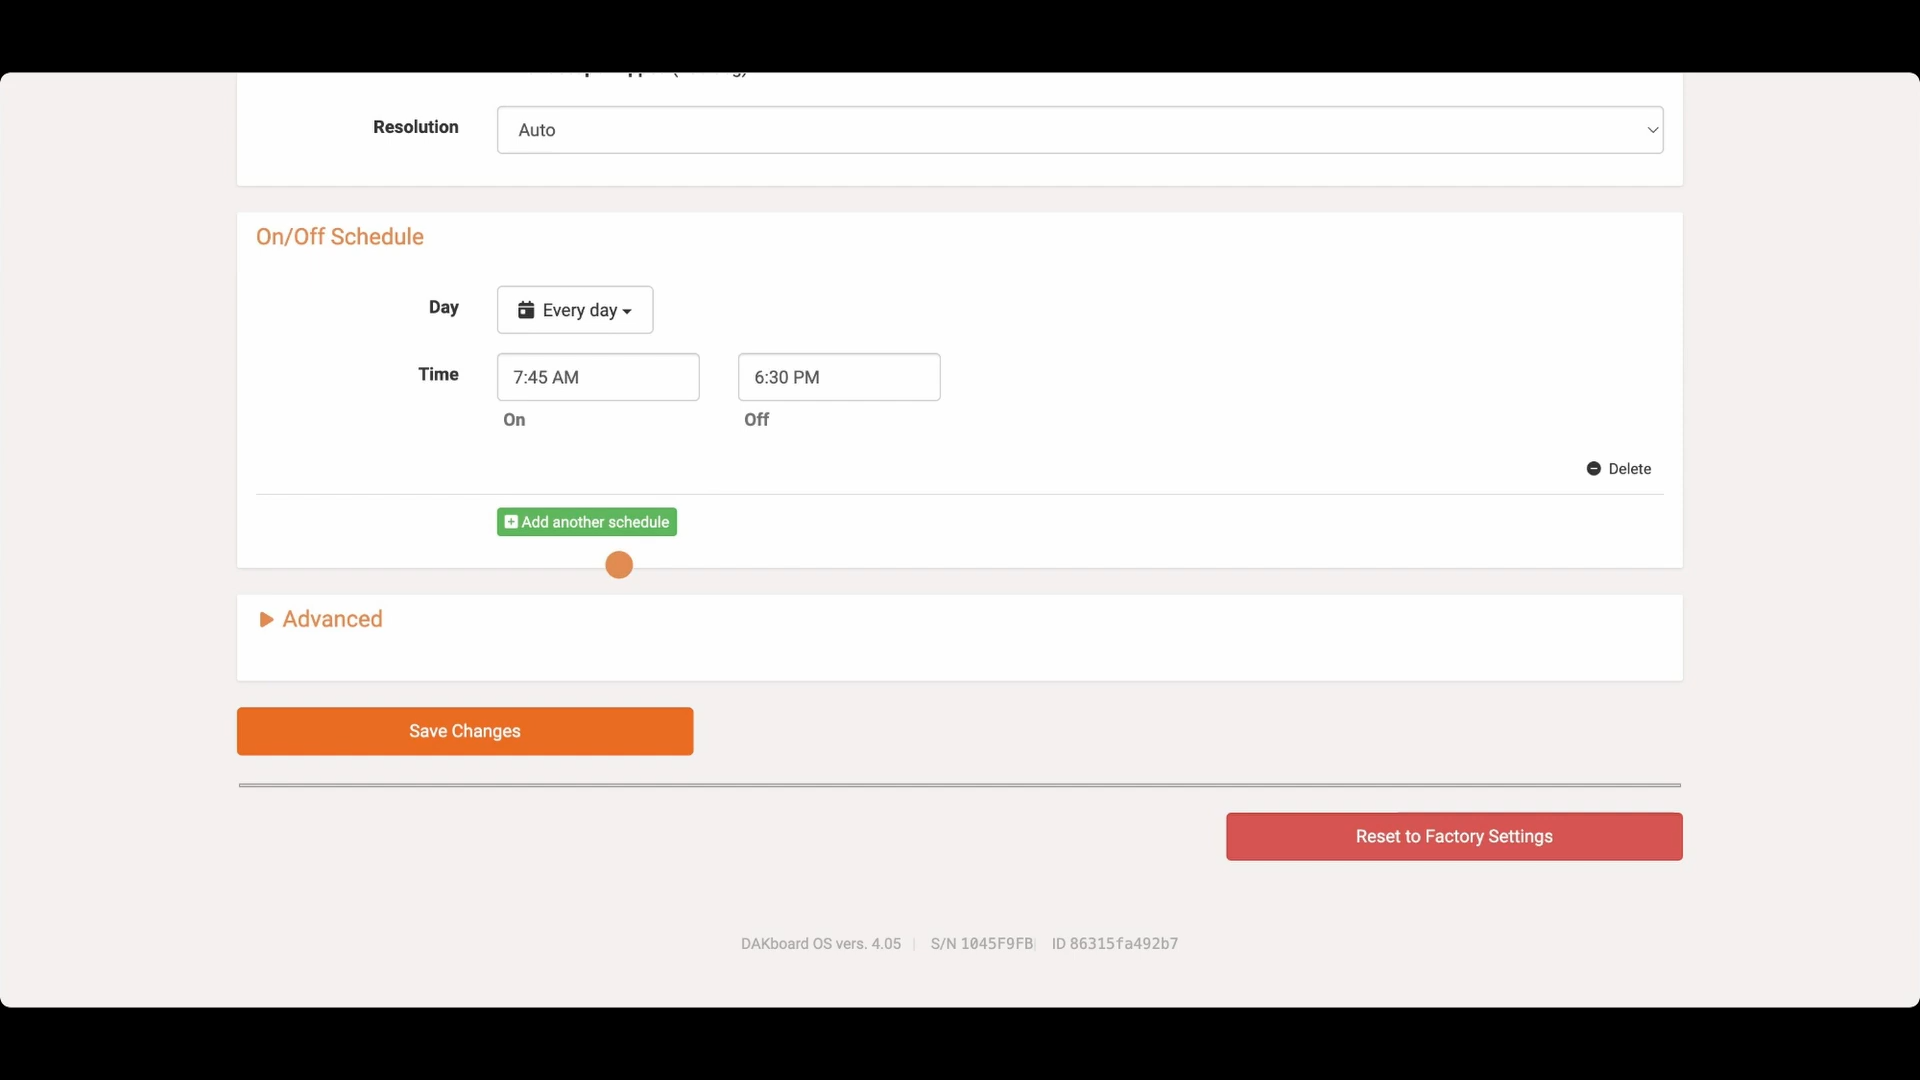 Resolution
Auto
On/Off Schedule
Day
Every day
Time
7:45 AM
6:30 PM
On
Off
Delete
Add another schedule
Advanced
Save Changes
Reset to Factory Settings
DAKboard OS vers. 4.05 | S/N 1045F9FB | ID 86315fa492b7